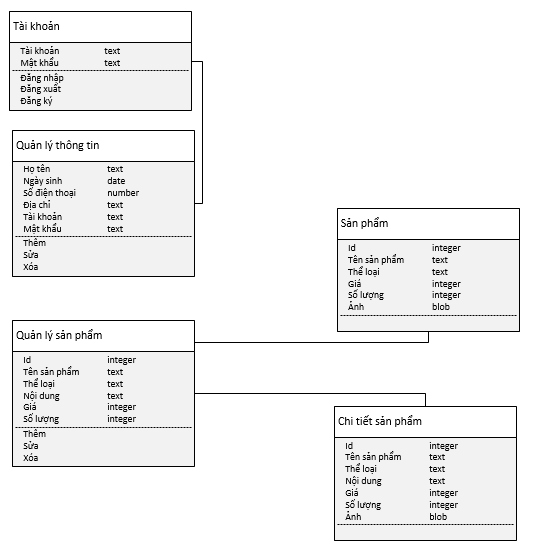 Tài khoản
Tài khoản text
Mật khẩu text
Đăng nhập
Đăng xuất
Đăng ký
Quản lý thông tin
Họ tên text
Ngày sinh date
Số điện thoại number
Địa chỉ text
Tài khoản text
Mật khẩu text
Thêm
Sửa
Xóa
Sản phẩm
Id integer
Tên sản phẩm text
Thể loại text
Giá integer
Số lượng integer
Ảnh blob
Quản lý sản phẩm
Id integer
Tên sản phẩm text
Thể loại text
Nội dung text
Giá integer
Số lượng integer
Thêm
Sửa
Xóa
Chi tiết sản phẩm
Id integer
Tên sản phẩm text
Thể loại text
Nội dung text
Giá integer
Số lượng integer
Ảnh blob